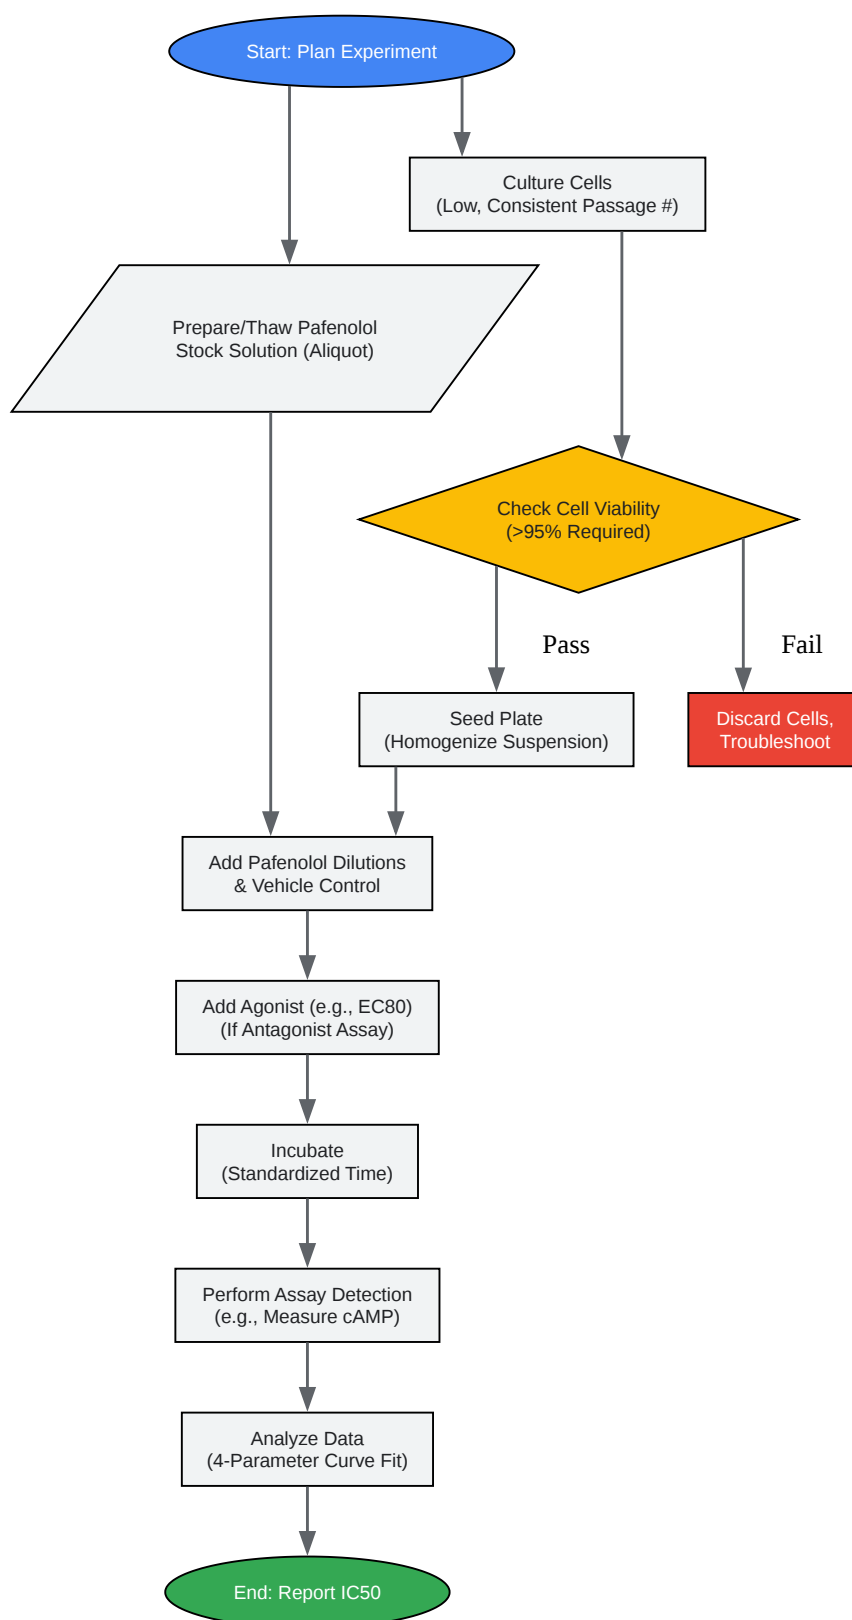 Start: Plan Experiment
Culture Cells
(Low, Consistent Passage #)
Prepare/Thaw Pafenolol
Stock Solution (Aliquot)
Check Cell Viability
(>95% Required)
Pass
Fail
Seed Plate
(Homogenize Suspension)
Discard Cells,
Troubleshoot
Add Pafenolol Dilutions
& Vehicle Control
Add Agonist (e.g., EC80)
(If Antagonist Assay)
Incubate
(Standardized Time)
Perform Assay Detection
(e.g., Measure cAMP)
Analyze Data
(4-Parameter Curve Fit)
End: Report IC50